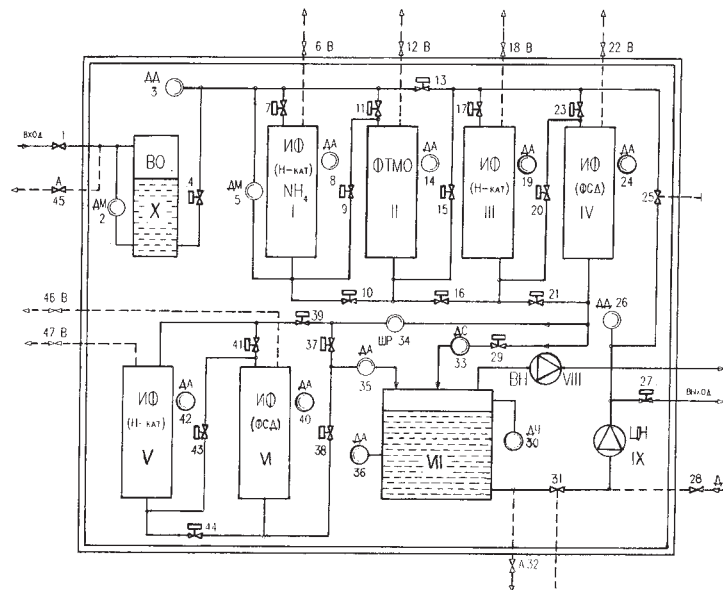 6 В
12 В
18 В
22 В
ДД
3
13
7
11
17
23
ВХОД
1
ВО
Х
4
А
45
ДМ
2
ДМ
5
ИФ
(Н-КАТ)
NH4
I
ДА
8
9
ФТМО
II
ДА
14
15
ИФ
(Н-КАТ)
III
ДА
19
20
ИФ
(ФСД)
IV
ДА
24
25
10
16
21
ДД 26
46 В
47 В
39
41
37
ШР 34
ДС
33
29
ДА
35
ВН
VIII
27
ВЫХОД
ИФ
(Н-КАТ)
V
ДА
42
43
ИФ
(ФСД)
VI
ДА
40
38
ДА
36
VII
ДУ
30
ЦН
IX
44
31
28
Д
А 32